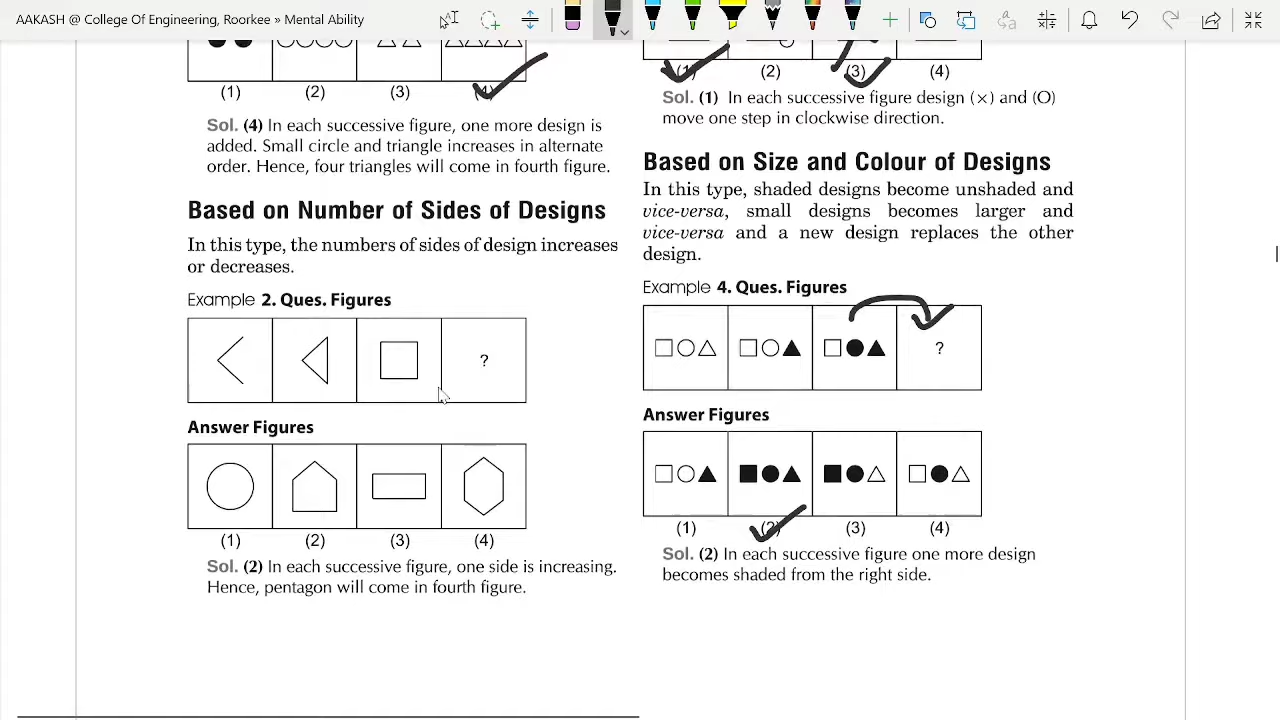 AAKASH @ College Of Engineering, Roorkee » Mental Ability
(1) (2) (3) (4)
Sol. (4) In each successive figure, one more design is
added. Small circle and triangle increases in alternate
order. Hence, four triangles will come in fourth figure.
Based on Number of Sides of Designs
In this type, the numbers of sides of design increases
or decreases.
Example 2. Ques. Figures
?
Answer Figures
(1) (2) (3) (4)
Sol. (2) In each successive figure, one side is increasing.
Hence, pentagon will come in fourth figure.
(1) (2) (3) (4)
Sol. (1) In each successive figure design (×) and (O)
move one step in clockwise direction.
Based on Size and Colour of Designs
In this type, shaded designs become unshaded and
vice-versa, small designs becomes larger and
vice-versa and a new design replaces the other
design.
Example 4. Ques. Figures
?
Answer Figures
(1) (2) (3) (4)
Sol. (2) In each successive figure one more design
becomes shaded from the right side.